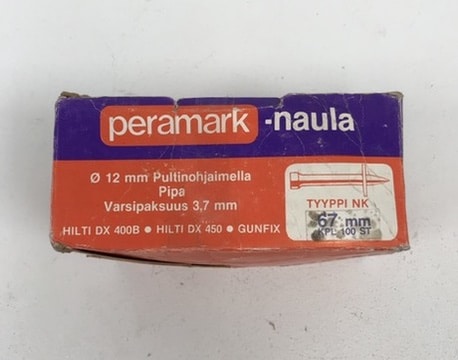 peramark -naula
Ø 12 mm Pultinohjaimella
Pipa
Varsipaksuus 3,7 mm
HILTI DX 400B • HILTI DX 450 • GUNFIX
TYYPPI NK
67 mm
KPL 100 ST